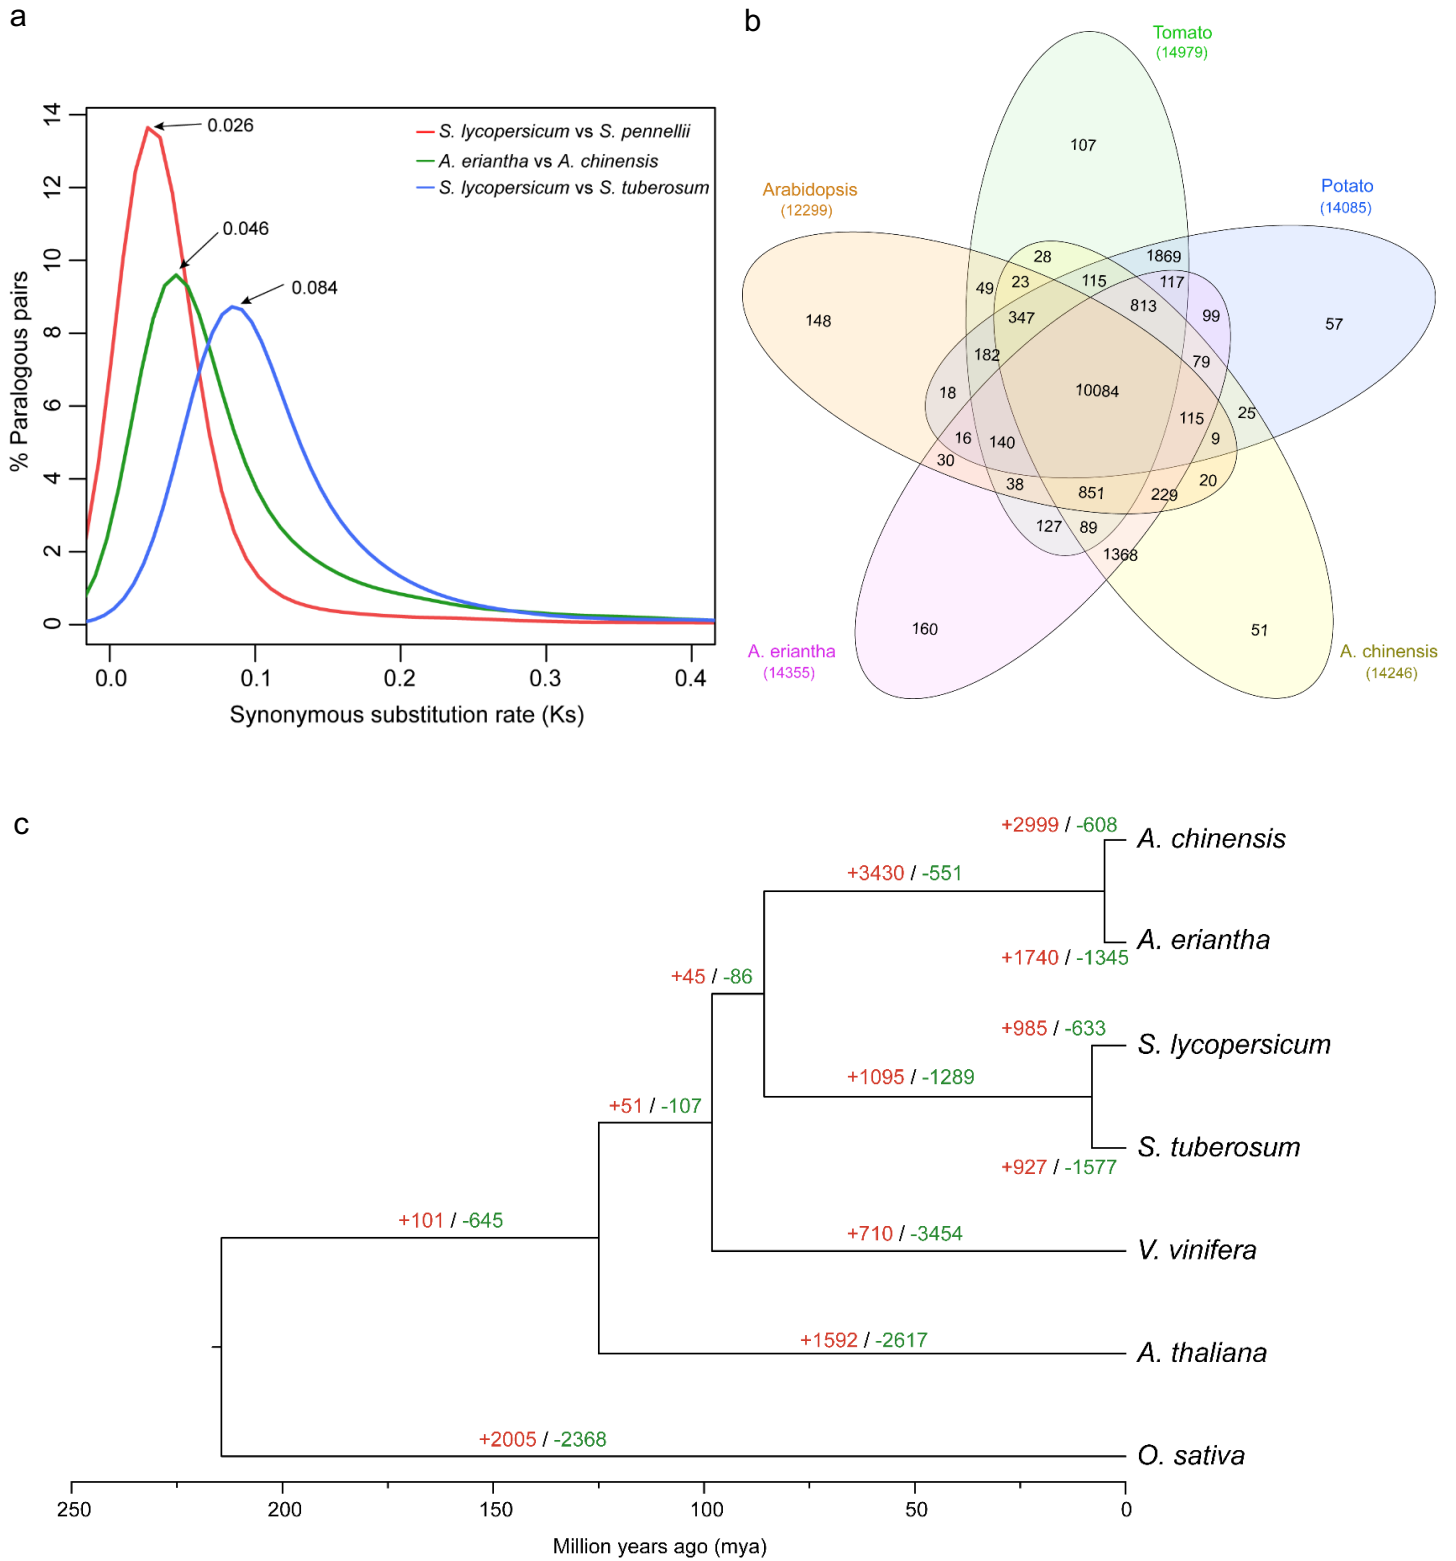 a
14
12
10
8
6
4
2
0
% Paralogous pairs
0.026
0.046
0.084
S. lycopersicum vs S. pennellii
A. eriantha vs A. chinensis
S. lycopersicum vs S. tuberosum
0.0 0.1 0.2 0.3 0.4
Synonymous substitution rate (Ks)
b
Tomato
(14979)
Arabidopsis
(12299)
Potato
(14085)
107
28
1869
49
23
115
117
148
347
813
99
57
182
79
18
10084
115
25
16
140
9
30
38
851
229
20
127
89
1368
160
51
A. eriantha
(14355)
A. chinensis
(14246)
c
+2999 / -608
A. chinensis
+3430 / -551
A. eriantha
+1740 / -1345
+45 / -86
+985 / -633
S. lycopersicum
+1095 / -1289
+51 / -107
S. tuberosum
+927 / -1577
+101 / -645
+710 / -3454
V. vinifera
+1592 / -2617
A. thaliana
+2005 / -2368
O. sativa
250 200 150 100 50 0
Million years ago (mya)